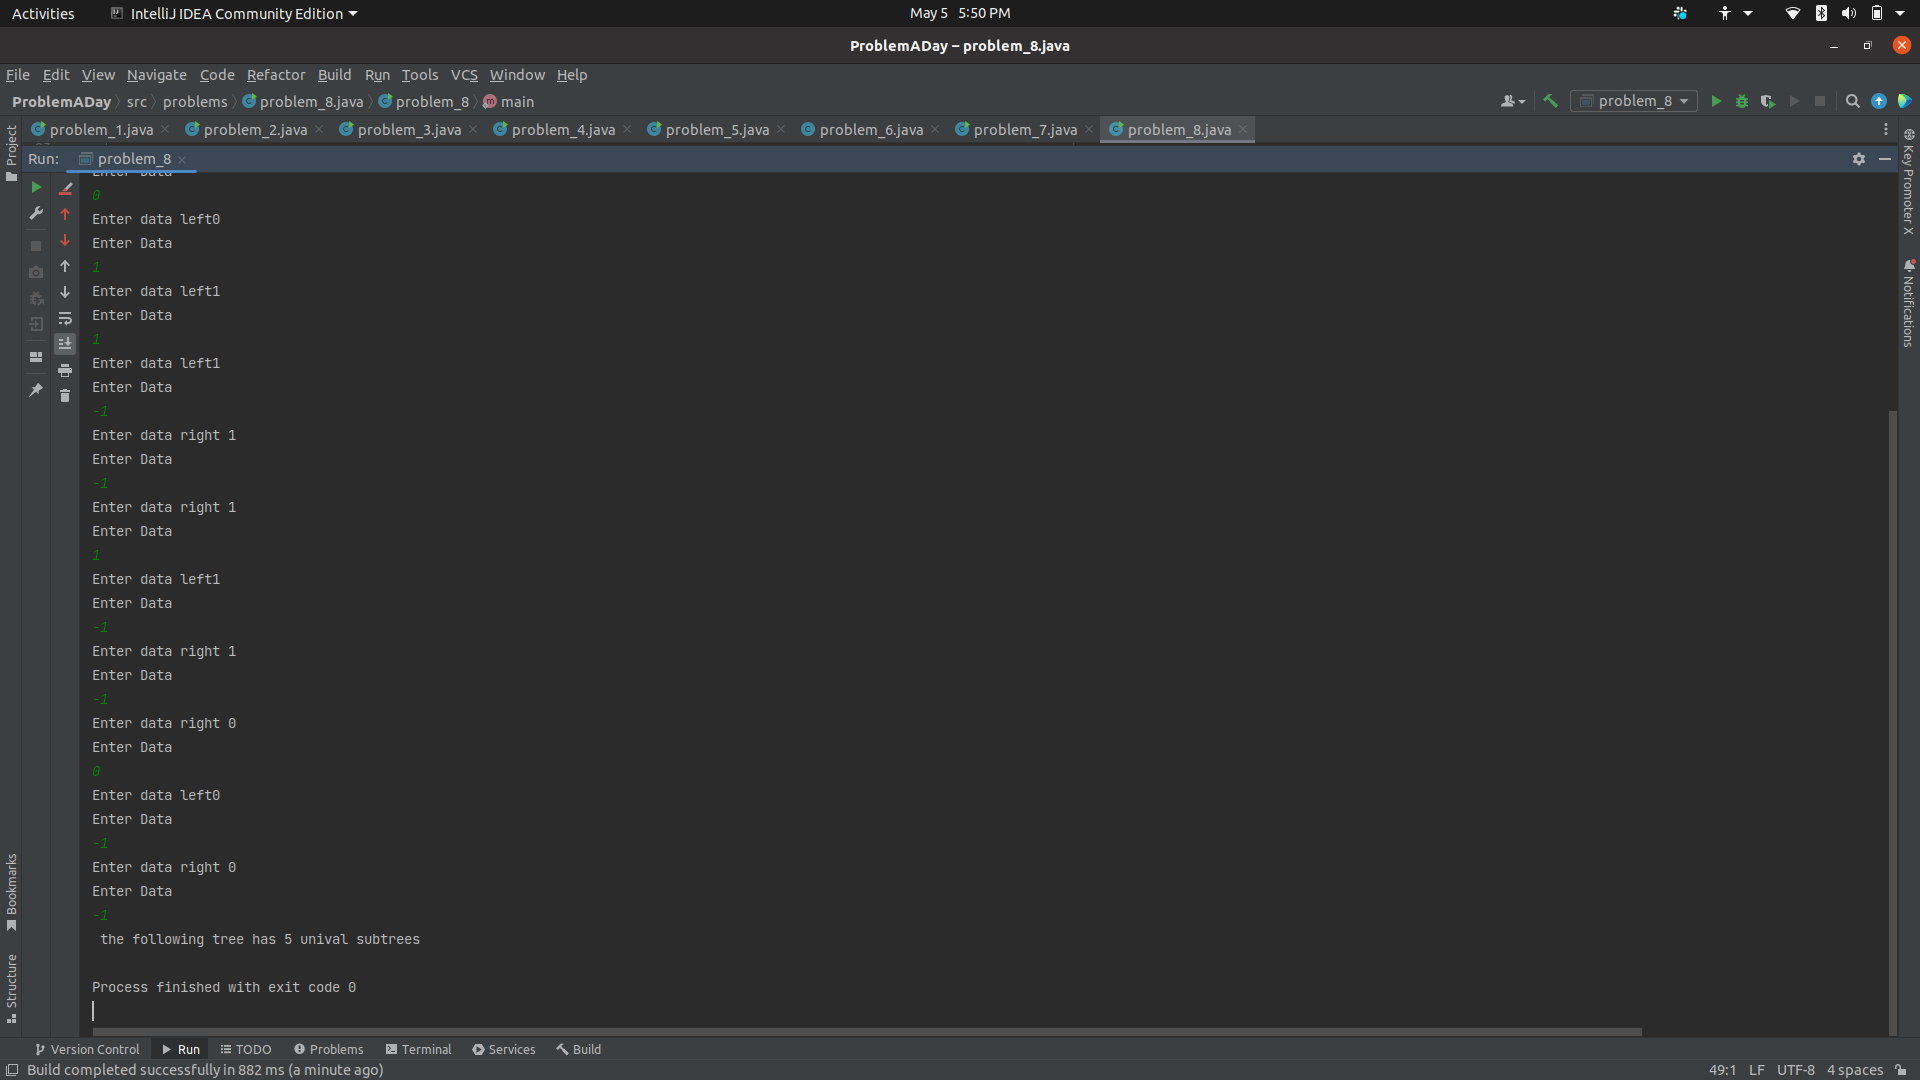 Activities IntelliJ IDEA Community Edition May 5 5:50 PM
ProblemADay – problem_8.java
File Edit View Navigate Code Refactor Build Run Tools VCS Window Help
ProblemADay src problems problem_8.java problem_8 main problem_8
problem_1.java problem_2.java problem_3.java problem_4.java problem_5.java problem_6.java problem_7.java problem_8.java
Run: problem_8
Project
Bookmarks
Structure
Enter Data
0
Enter data left0
Enter Data
1
Enter data left1
Enter Data
1
Enter data left1
Enter Data
-1
Enter data right 1
Enter Data
-1
Enter data right 1
Enter Data
1
Enter data left1
Enter Data
-1
Enter data right 1
Enter Data
-1
Enter data right 0
Enter Data
0
Enter data left0
Enter Data
-1
Enter data right 0
Enter Data
-1
the following tree has 5 unival subtrees
Process finished with exit code 0
Key Promoter X
Notifications
Version Control Run TODO Problems Terminal Services Build
Build completed successfully in 882 ms (a minute ago) 49:1 LF UTF-8 4 spaces